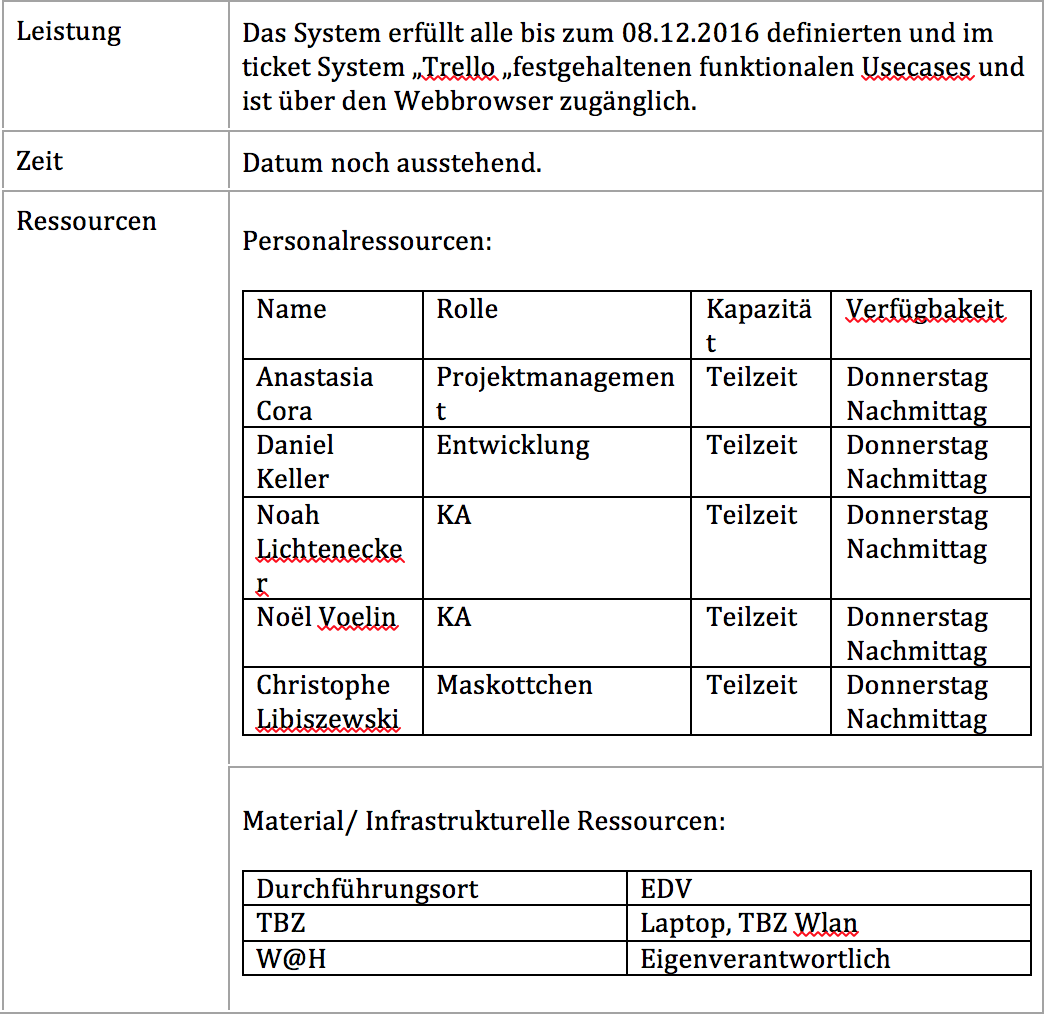 Leistung
Das System erfüllt alle bis zum 08.12.2016 definierten und im
ticket System „Trello „festgehaltenen funktionalen Usecases und
ist über den Webbrowser zugänglich.
Zeit
Datum noch ausstehend.
Ressourcen
Personalressourcen:
Name
Rolle
Kapazitä
t
Verfügbakeit
Anastasia
Cora
Projektmanagemen
t
Teilzeit
Donnerstag
Nachmittag
Daniel
Keller
Entwicklung
Teilzeit
Donnerstag
Nachmittag
Noah
Lichtenecke
r
KA
Teilzeit
Donnerstag
Nachmittag
Noël Voelin
KA
Teilzeit
Donnerstag
Nachmittag
Christophe
Libiszewski
Maskottchen
Teilzeit
Donnerstag
Nachmittag
Material/ Infrastrukturelle Ressourcen:
Durchführungsort
EDV
TBZ
Laptop, TBZ Wlan
W@H
Eigenverantwortlich